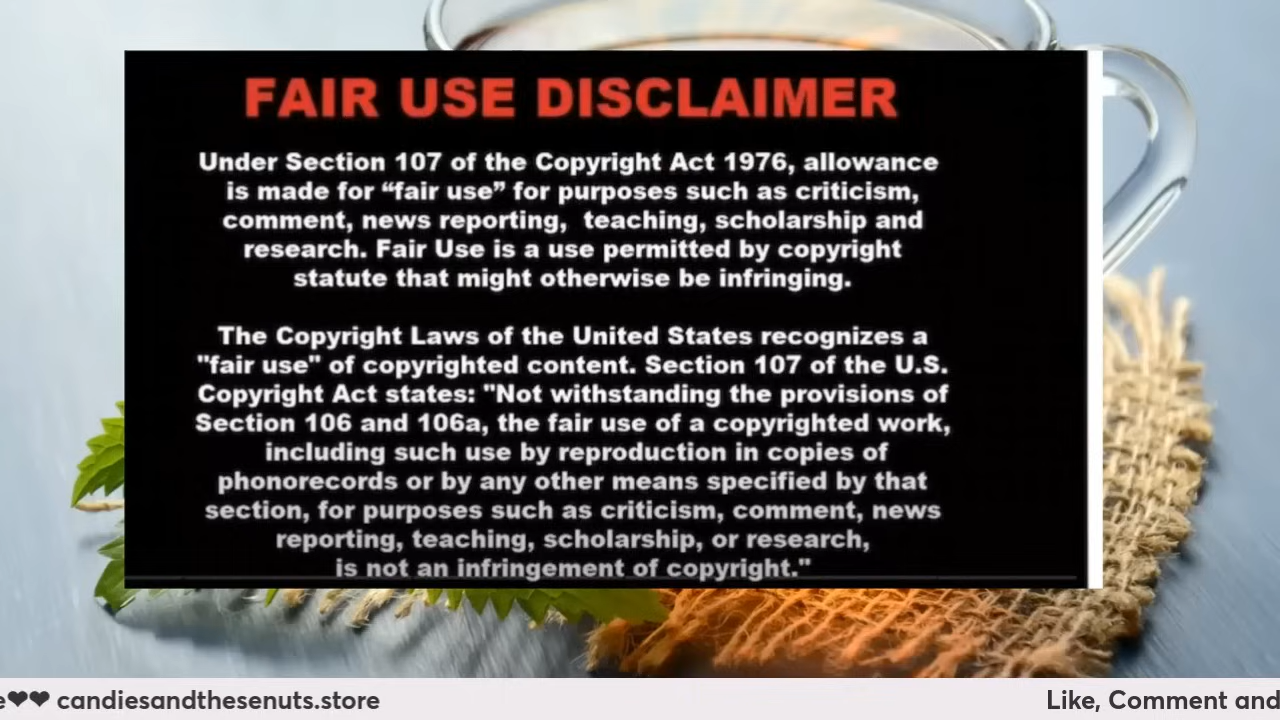 FAIR USE DISCLAIMER
Under Section 107 of the Copyright Act 1976, allowance
is made for “fair use” for purposes such as criticism,
comment, news reporting, teaching, scholarship and
research. Fair Use is a use permitted by copyright
statute that might otherwise be infringing.
The Copyright Laws of the United States recognizes a
"fair use" of copyrighted content. Section 107 of the U.S.
Copyright Act states: "Not withstanding the provisions of
Section 106 and 106a, the fair use of a copyrighted work,
including such use by reproduction in copies of
phonorecords or by any other means specified by that
section, for purposes such as criticism, comment, news
reporting, teaching, scholarship, or research,
is not an infringement of copyright."
e❤❤ candiesandthesenuts.store
Like, Comment and